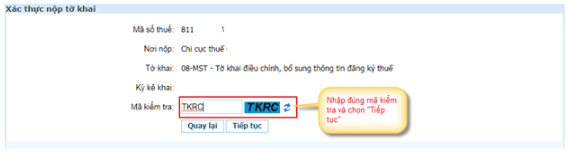 Xác thực nộp tờ khai
Mã số thuế: 811
Nơi nộp: Chi cục thuế
Tờ khai: 08-MST - Tờ khai điều chỉnh, bổ sung thông tin đăng ký thuế
Kỳ kê khai:
Mã kiểm tra: TKRC TKRC
Nhập đúng mã kiểm
tra và chọn "Tiếp
tục"
Quay lại Tiếp tục